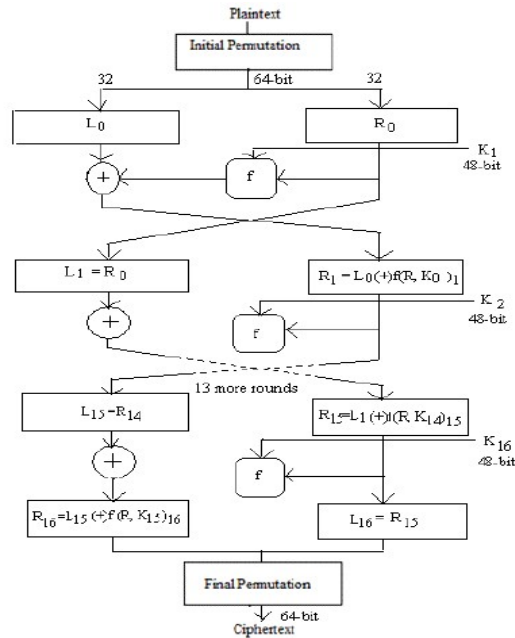 Plaintext
Initial Permutation
32
64-bit
32
L0
R0
K1
48-bit
+
f
L1 = R0
R1 = L0(+)f(R, K0 )1
K2
48-bit
+
f
13 more rounds
L15=R14
R15=L1 (+)f(R, K14)15
K16
48-bit
+
f
R16=L15 (+)f(R, K15)16
L16 = R15
Final Permutation
64-bit
Ciphertext